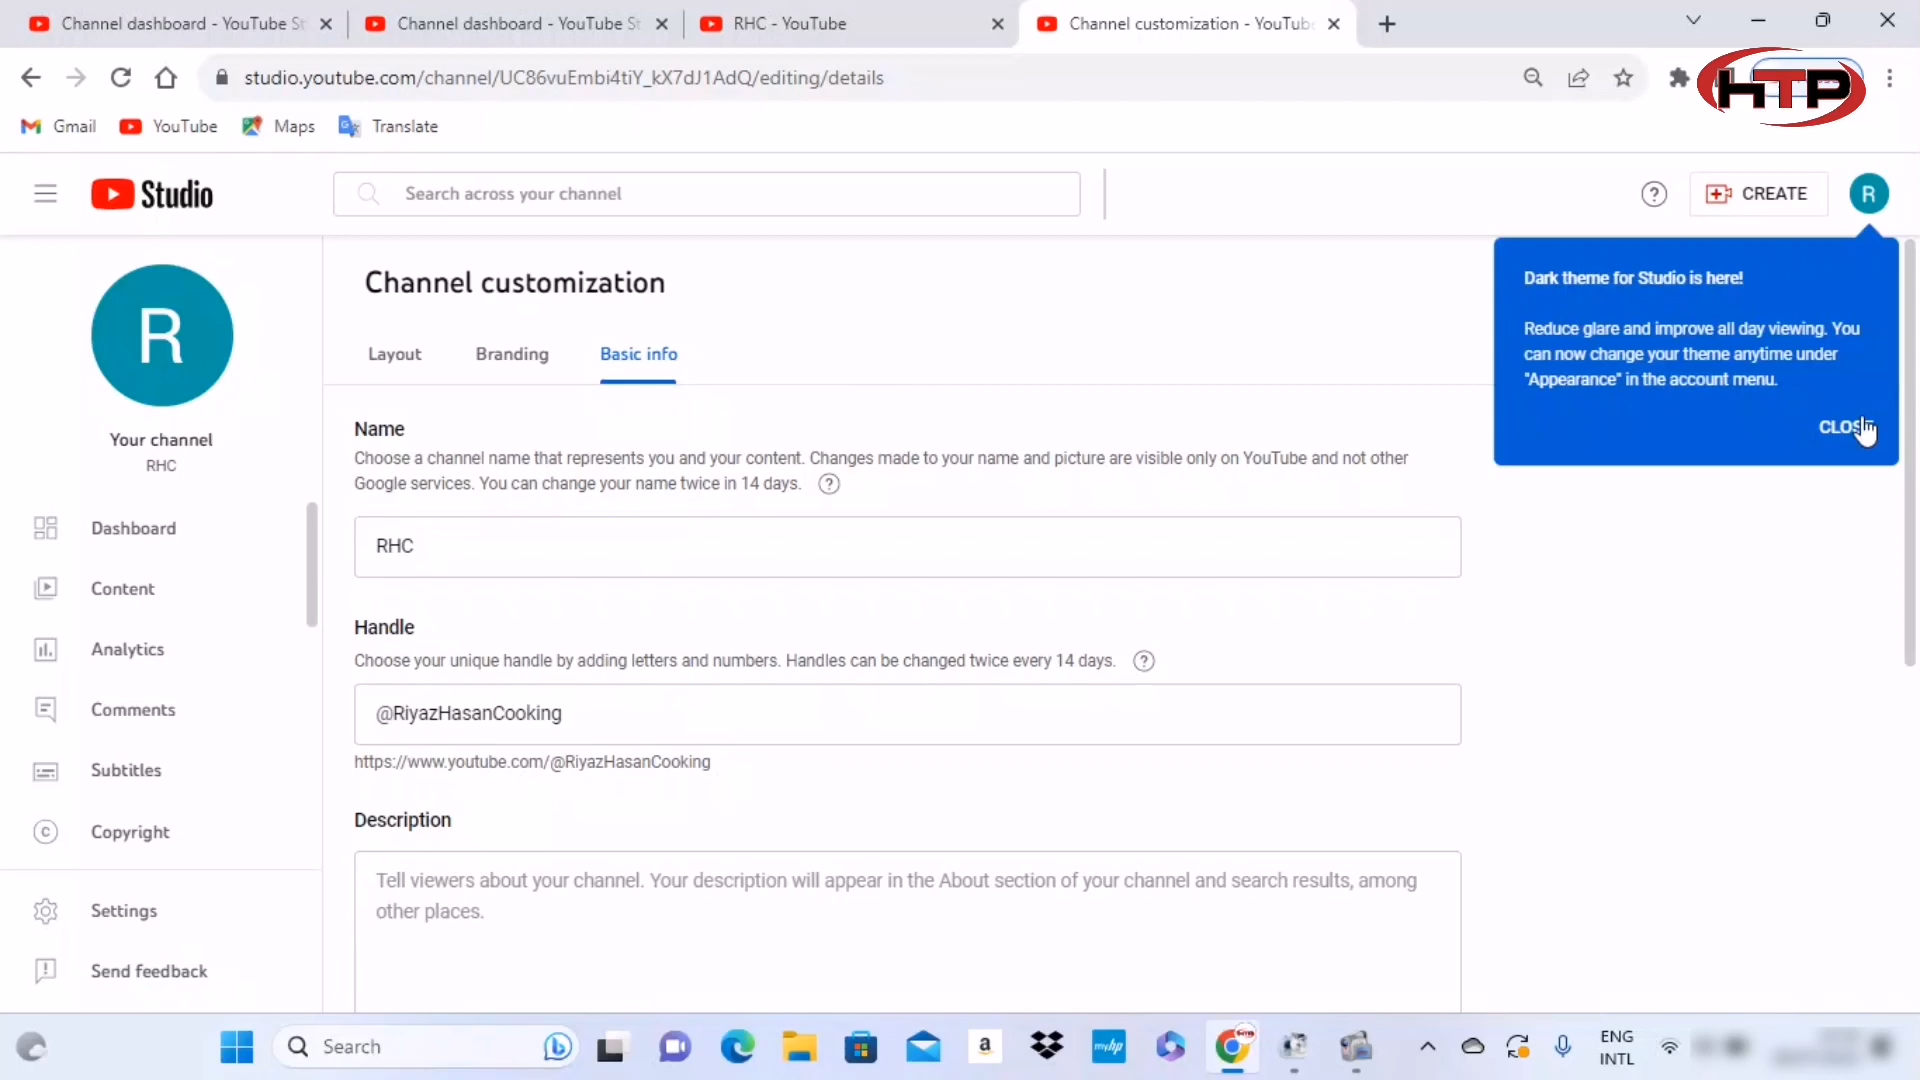 Channel dashboard - YouTube St
Channel dashboard - YouTube St
RHC - YouTube
Channel customization - YouTub
studio.youtube.com/channel/UC86vuEmbi4tiY_kX7dJ1AdQ/editing/details
HTP
Gmail
YouTube
Maps
Translate
Studio
Search across your channel
CREATE
R
R
Your channel
RHC
Dashboard
Content
Analytics
Comments
Subtitles
Copyright
Settings
Send feedback
Channel customization
Layout
Branding
Basic info
Name
Choose a channel name that represents you and your content. Changes made to your name and picture are visible only on YouTube and not other
Google services. You can change your name twice in 14 days.
RHC
Handle
Choose your unique handle by adding letters and numbers. Handles can be changed twice every 14 days.
@RiyazHasanCooking
https://www.youtube.com/@RiyazHasanCooking
Description
Tell viewers about your channel. Your description will appear in the About section of your channel and search results, among
other places.
Dark theme for Studio is here!
Reduce glare and improve all day viewing. You
can now change your theme anytime under
"Appearance" in the account menu.
CLOSE
Search
ENG
INTL